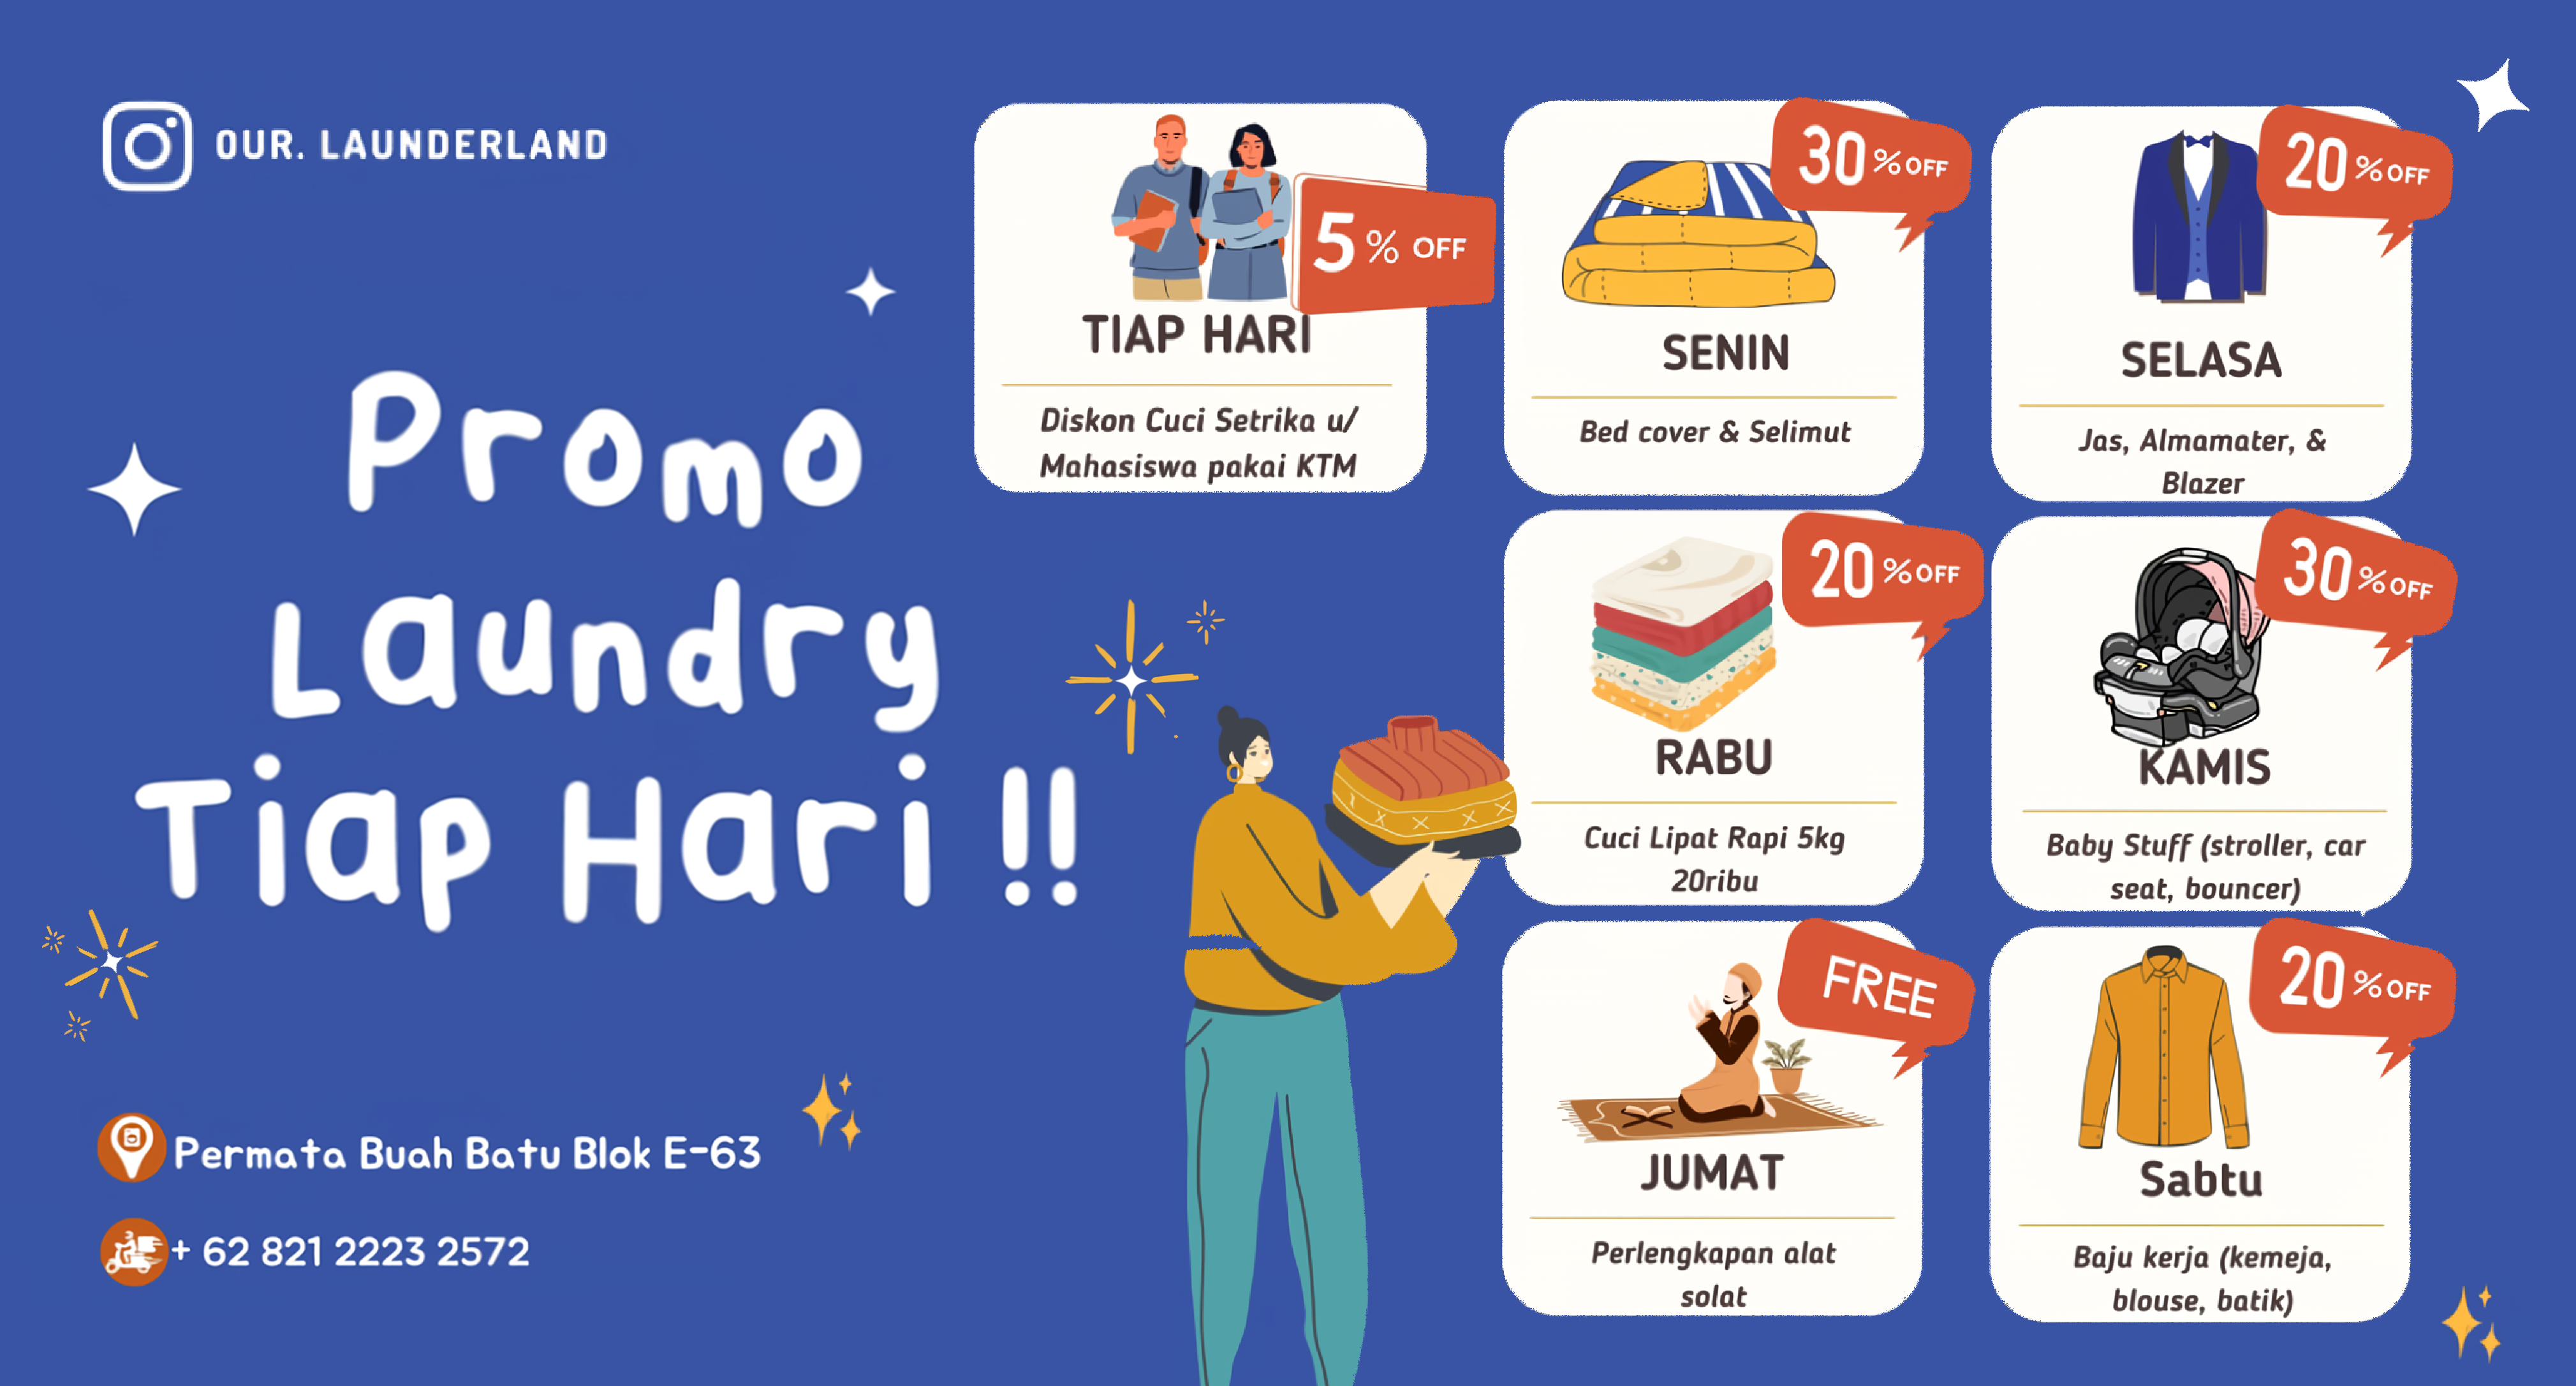 OUR. LAUNDERLAND
Promo
Laundry
Tiap Hari !!
Permata Buah Batu Blok E-63
+ 62 821 2223 2572
5% OFF
TIAP HARI
Diskon Cuci Setrika u/
Mahasiswa pakai KTM
30%OFF
SENIN
Bed cover & Selimut
20%OFF
SELASA
Jas, Almamater, &
Blazer
20%OFF
RABU
Cuci Lipat Rapi 5kg
20ribu
30%OFF
KAMIS
Baby Stuff (stroller, car
seat, bouncer)
FREE
JUMAT
Perlengkapan alat
solat
20%OFF
Sabtu
Baju kerja (kemeja,
blouse, batik)